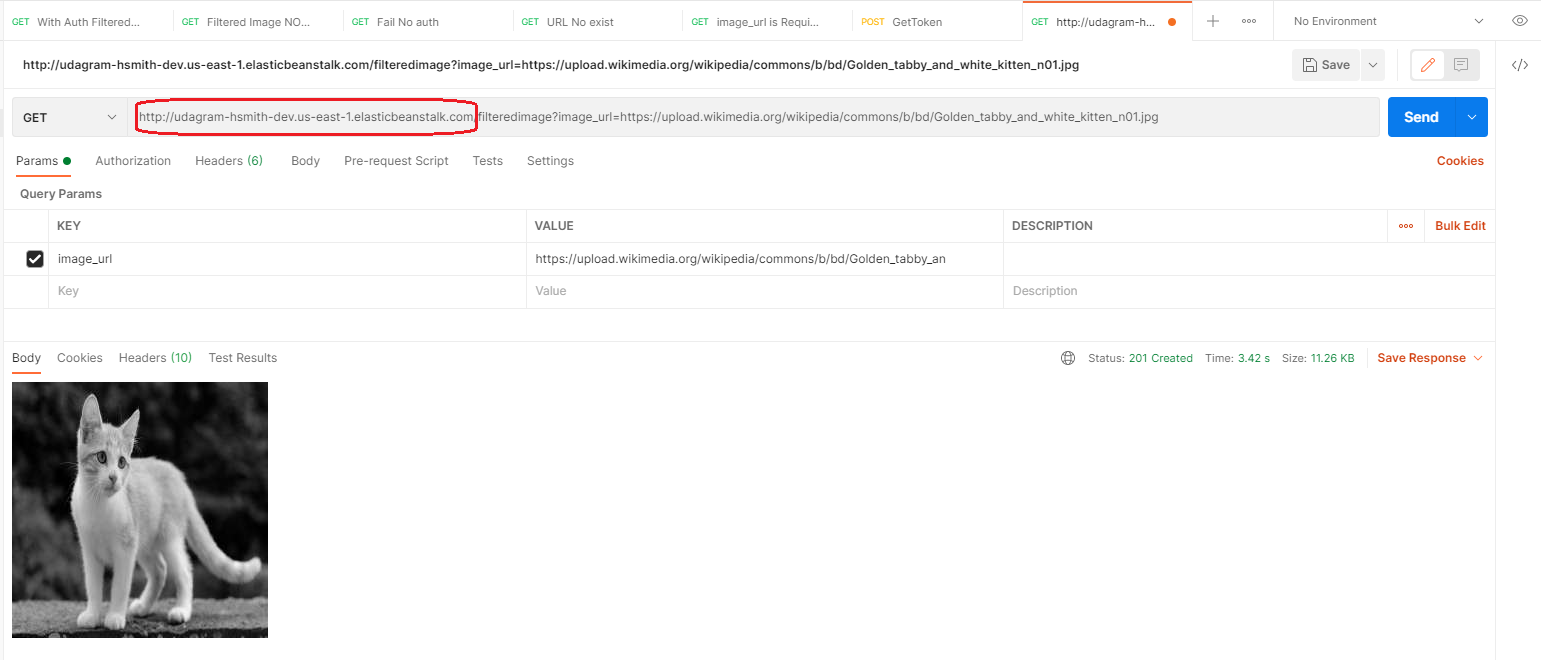 GET With Auth Filtered... GET Filtered Image NO... GET Fail No auth GET URL No exist GET image_url is Requi... POST GetToken GET http://udagram-h... No Environment
http://udagram-hsmith-dev.us-east-1.elasticbeanstalk.com/filteredimage?image_url=https://upload.wikimedia.org/wikipedia/commons/b/bd/Golden_tabby_and_white_kitten_n01.jpg Save
GET http://udagram-hsmith-dev.us-east-1.elasticbeanstalk.com/filteredimage?image_url=https://upload.wikimedia.org/wikipedia/commons/b/bd/Golden_tabby_and_white_kitten_n01.jpg Send
Params Authorization Headers (6) Body Pre-request Script Tests Settings Cookies
Query Params
KEY VALUE DESCRIPTION Bulk Edit
image_url https://upload.wikimedia.org/wikipedia/commons/b/bd/Golden_tabby_an
Key Value Description
Body Cookies Headers (10) Test Results Status: 201 Created Time: 3.42 s Size: 11.26 KB Save Response